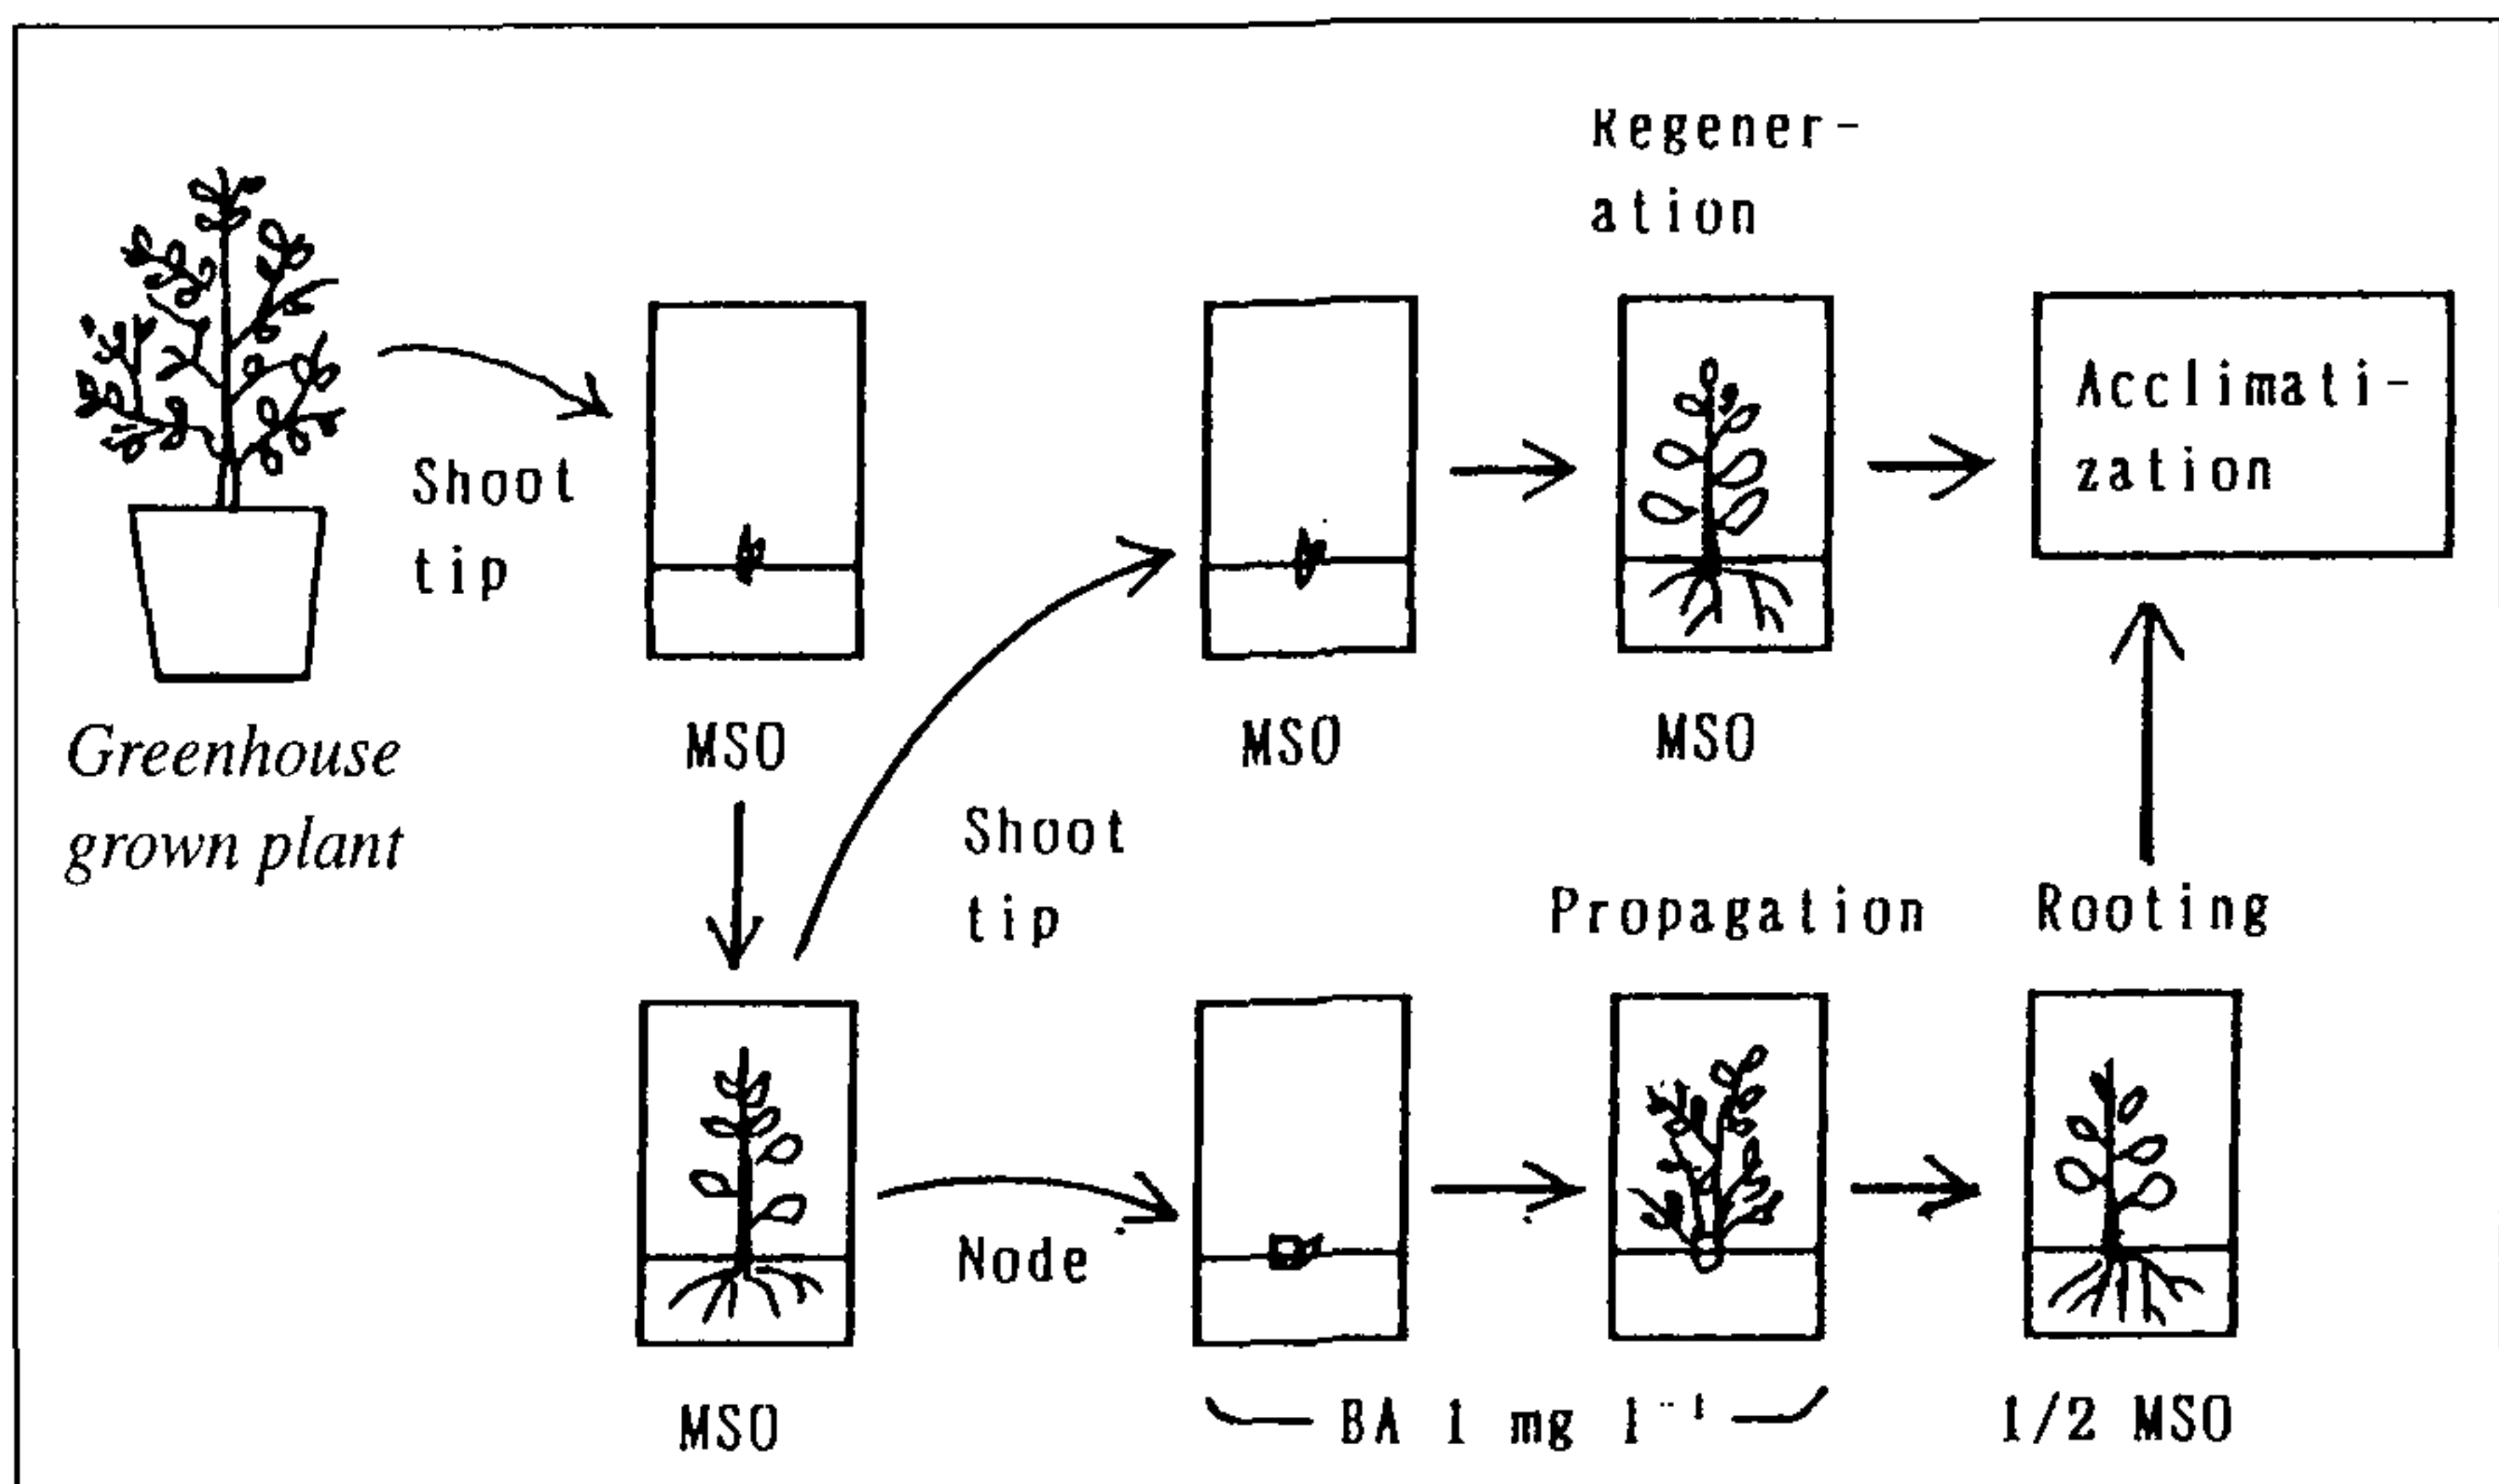 Regener-
ation
Acclimati-
zation
Shoot
tip
Greenhouse
grown plant
MSO
MSO
MSO
Shoot
tip
Propagation
Rooting
Node
MSO
BA 1 mg l⁻¹
1/2 MSO